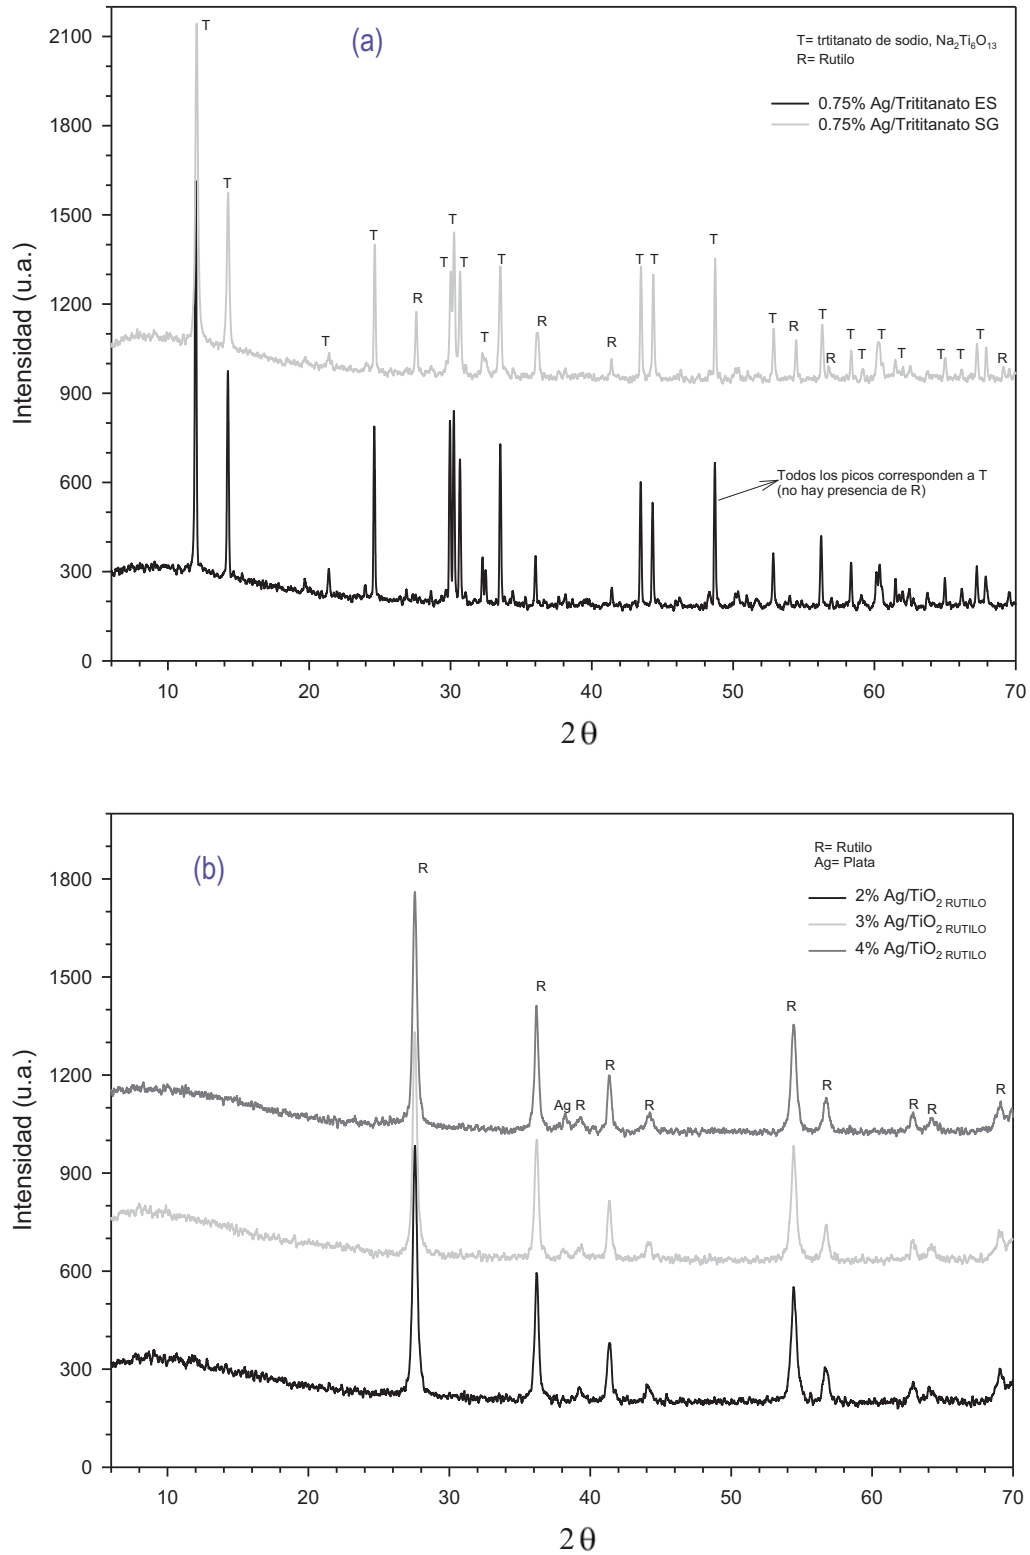 (a)
T= trtitanato de sodio, Na₂Ti₆O₁₃
R= Rutilo
0.75% Ag/Trititanato ES
0.75% Ag/Trititanato SG
Intensidad (u.a.)
2100
1800
1500
1200
900
600
300
0
T
T
T
T
R
T
T
T
T
T
R
R
T
T
T
T
R
T
R
T
T
T
T
T
T
T
R
Todos los picos corresponden a T
(no hay presencia de R)
10
20
30
40
50
60
70
2θ
(b)
R= Rutilo
Ag= Plata
2% Ag/TiO₂ RUTILO
3% Ag/TiO₂ RUTILO
4% Ag/TiO₂ RUTILO
Intensidad (u.a.)
1800
1500
1200
900
600
300
0
R
R
Ag
R
R
R
R
R
R
R
R
10
20
30
40
50
60
70
2θ